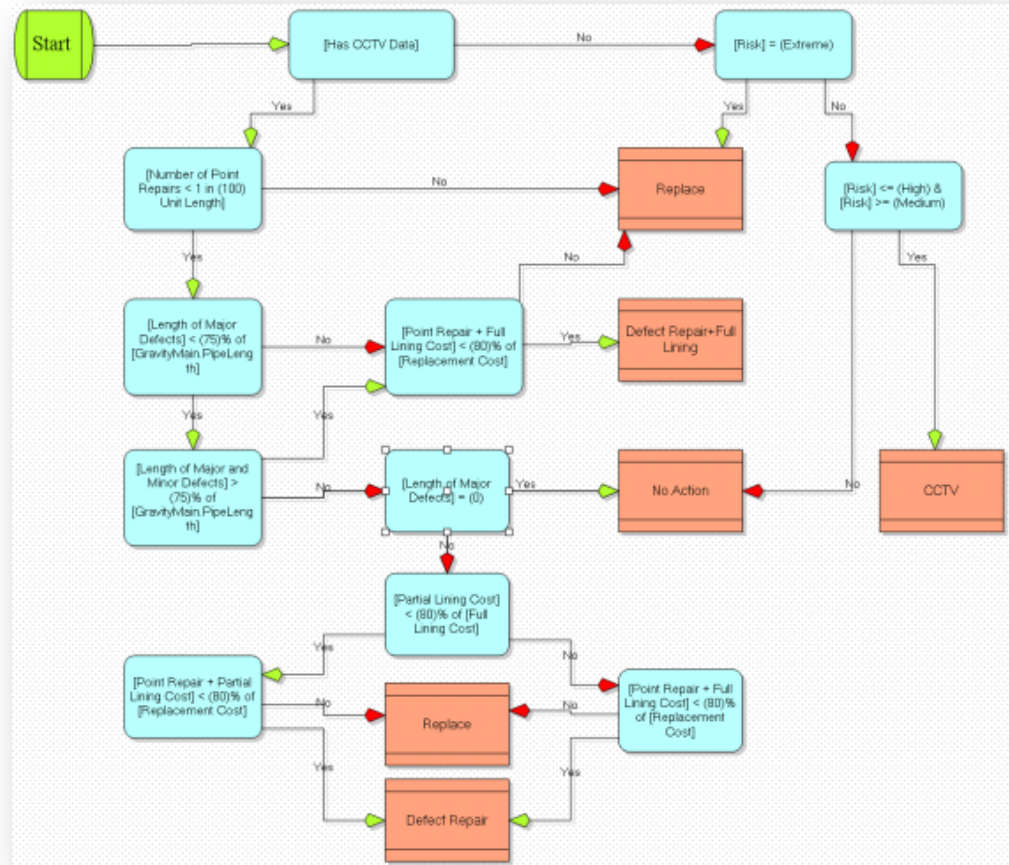 Start
[Has CCTV Data]
No
[Risk] = (Extreme)
Yes
Yes
No
[Number of Point
Repairs < 1 in (100)
Unit Length]
No
Replace
[Risk] <= (High) &
[Risk] >= (Medium)
Yes
No
Yes
[Length of Major
Defects] < (75)% of
[GravityMain.PipeLeng
th]
No
[Point Repair + Full
Lining Cost] < (80)% of
[Replacement Cost]
Yes
Defect Repair+Full
Lining
Yes
Yes
[Length of Major and
Minor Defects] >
(75)% of
[GravityMain.PipeLeng
th]
No
[Length of Major
Defects] = (0)
Yes
No Action
No
CCTV
No
[Partial Lining Cost]
< (80)% of [Full
Lining Cost]
Yes
No
[Point Repair + Partial
Lining Cost] < (80)% of
[Replacement Cost]
No
Replace
No
[Point Repair + Full
Lining Cost] < (80)%
of [Replacement
Cost]
Yes
Yes
Defect Repair